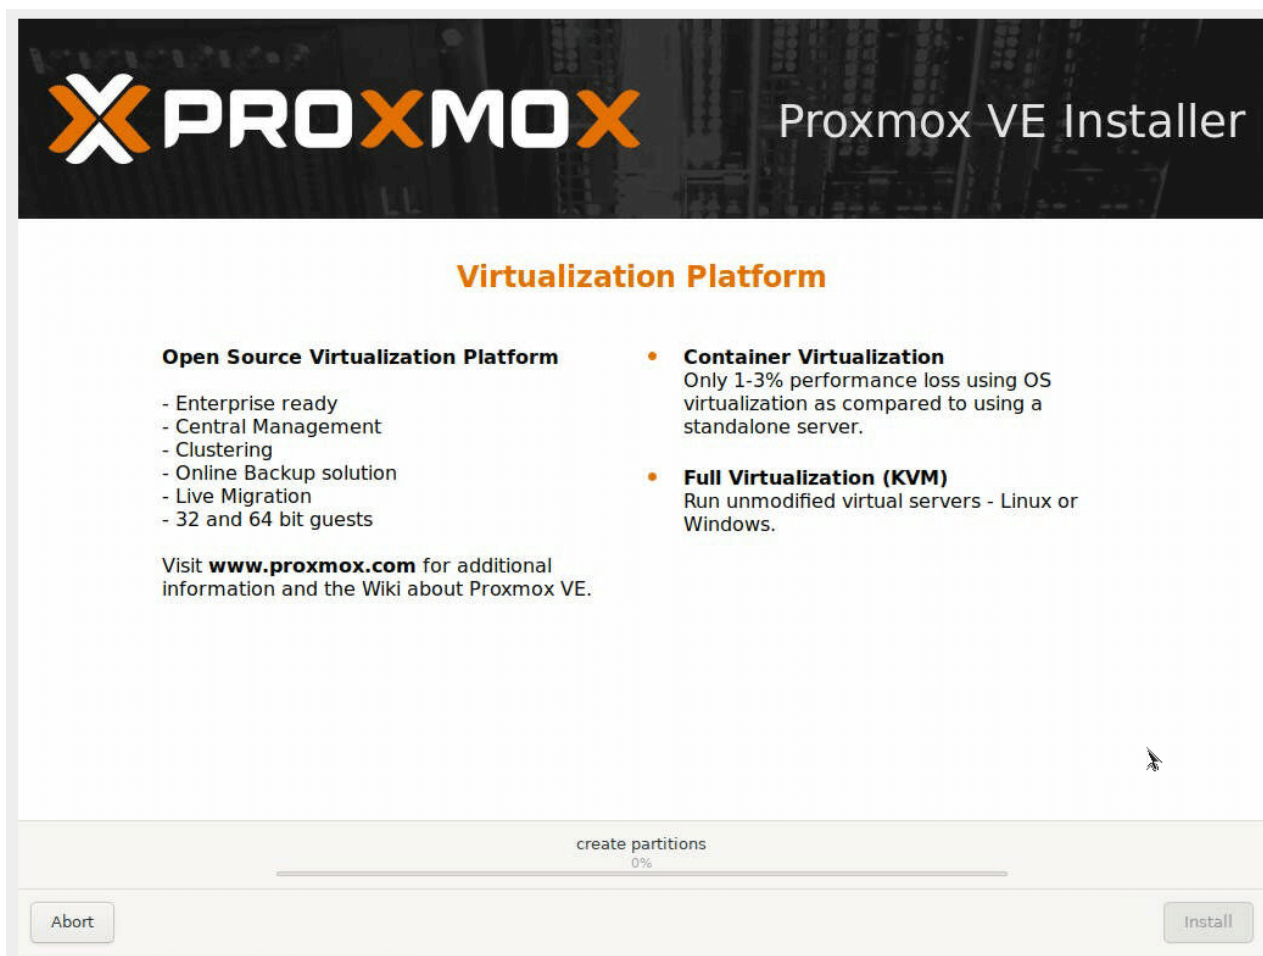 PROXMOX
Proxmox VE Installer
Virtualization Platform
Open Source Virtualization Platform
- Enterprise ready
- Central Management
- Clustering
- Online Backup solution
- Live Migration
- 32 and 64 bit guests
Visit www.proxmox.com for additional
information and the Wiki about Proxmox VE.
• Container Virtualization
Only 1-3% performance loss using OS
virtualization as compared to using a
standalone server.
• Full Virtualization (KVM)
Run unmodified virtual servers - Linux or
Windows.
create partitions
0%
Abort
Install